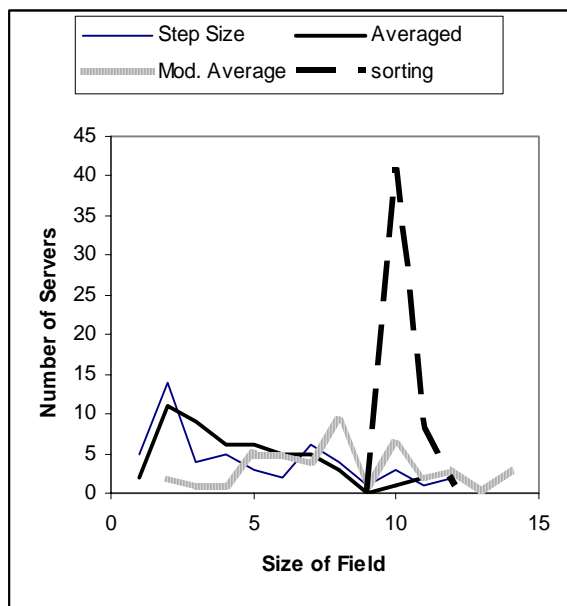 Step Size
Averaged
Mod. Average
sorting
45
40
35
30
25
20
15
10
5
0
Number of Servers
0
5
10
15
Size of Field